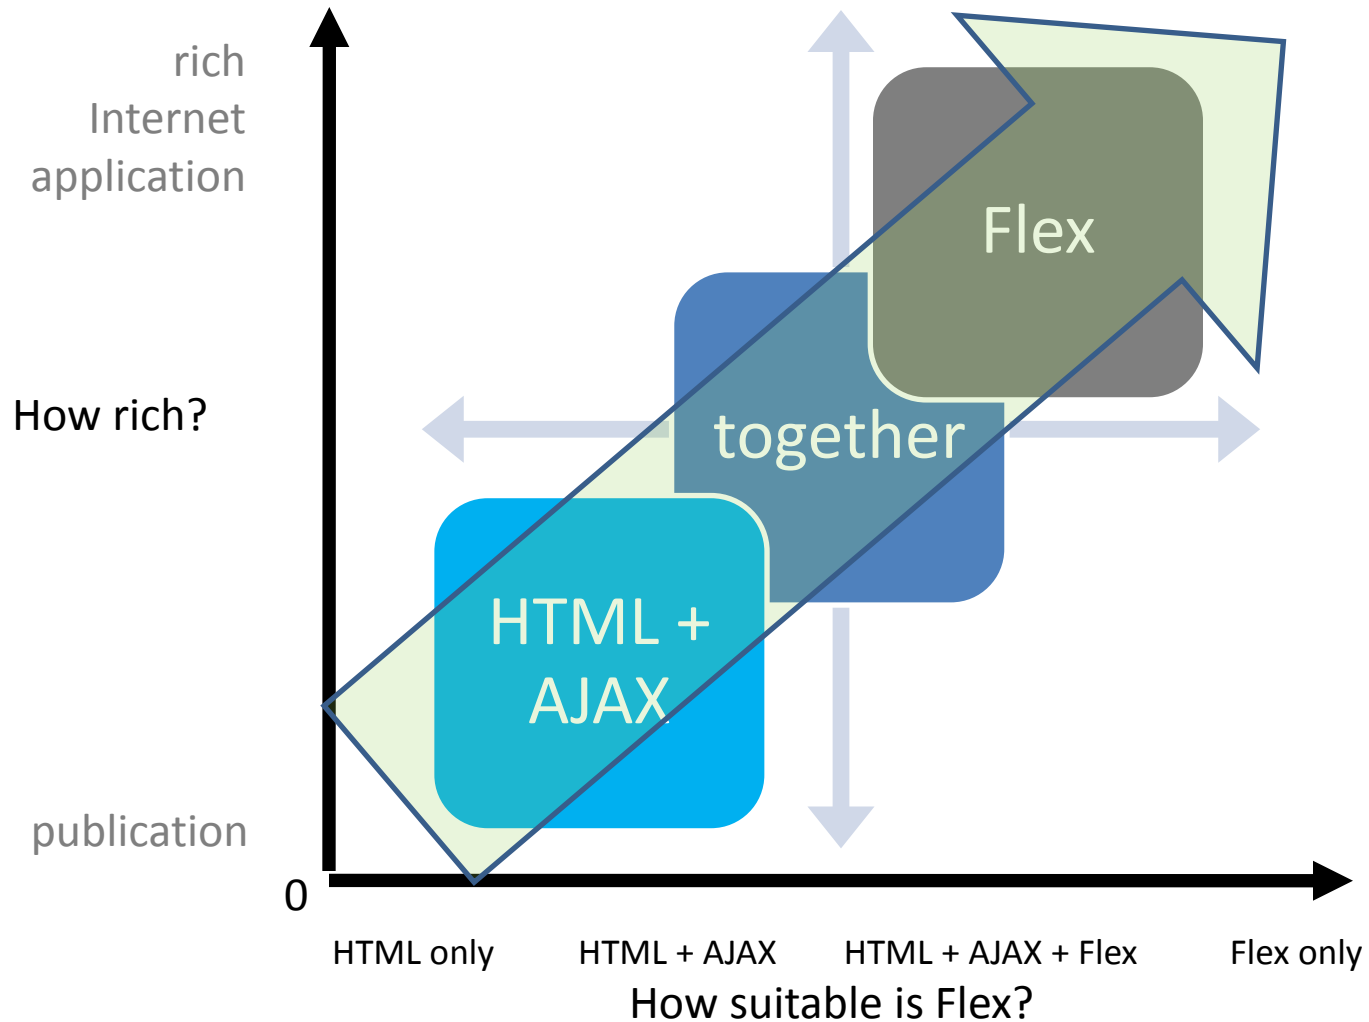 rich
Internet
application
Flex
How rich?
together
HTML +
AJAX
publication
0
HTML only
HTML + AJAX
HTML + AJAX + Flex
Flex only
How suitable is Flex?